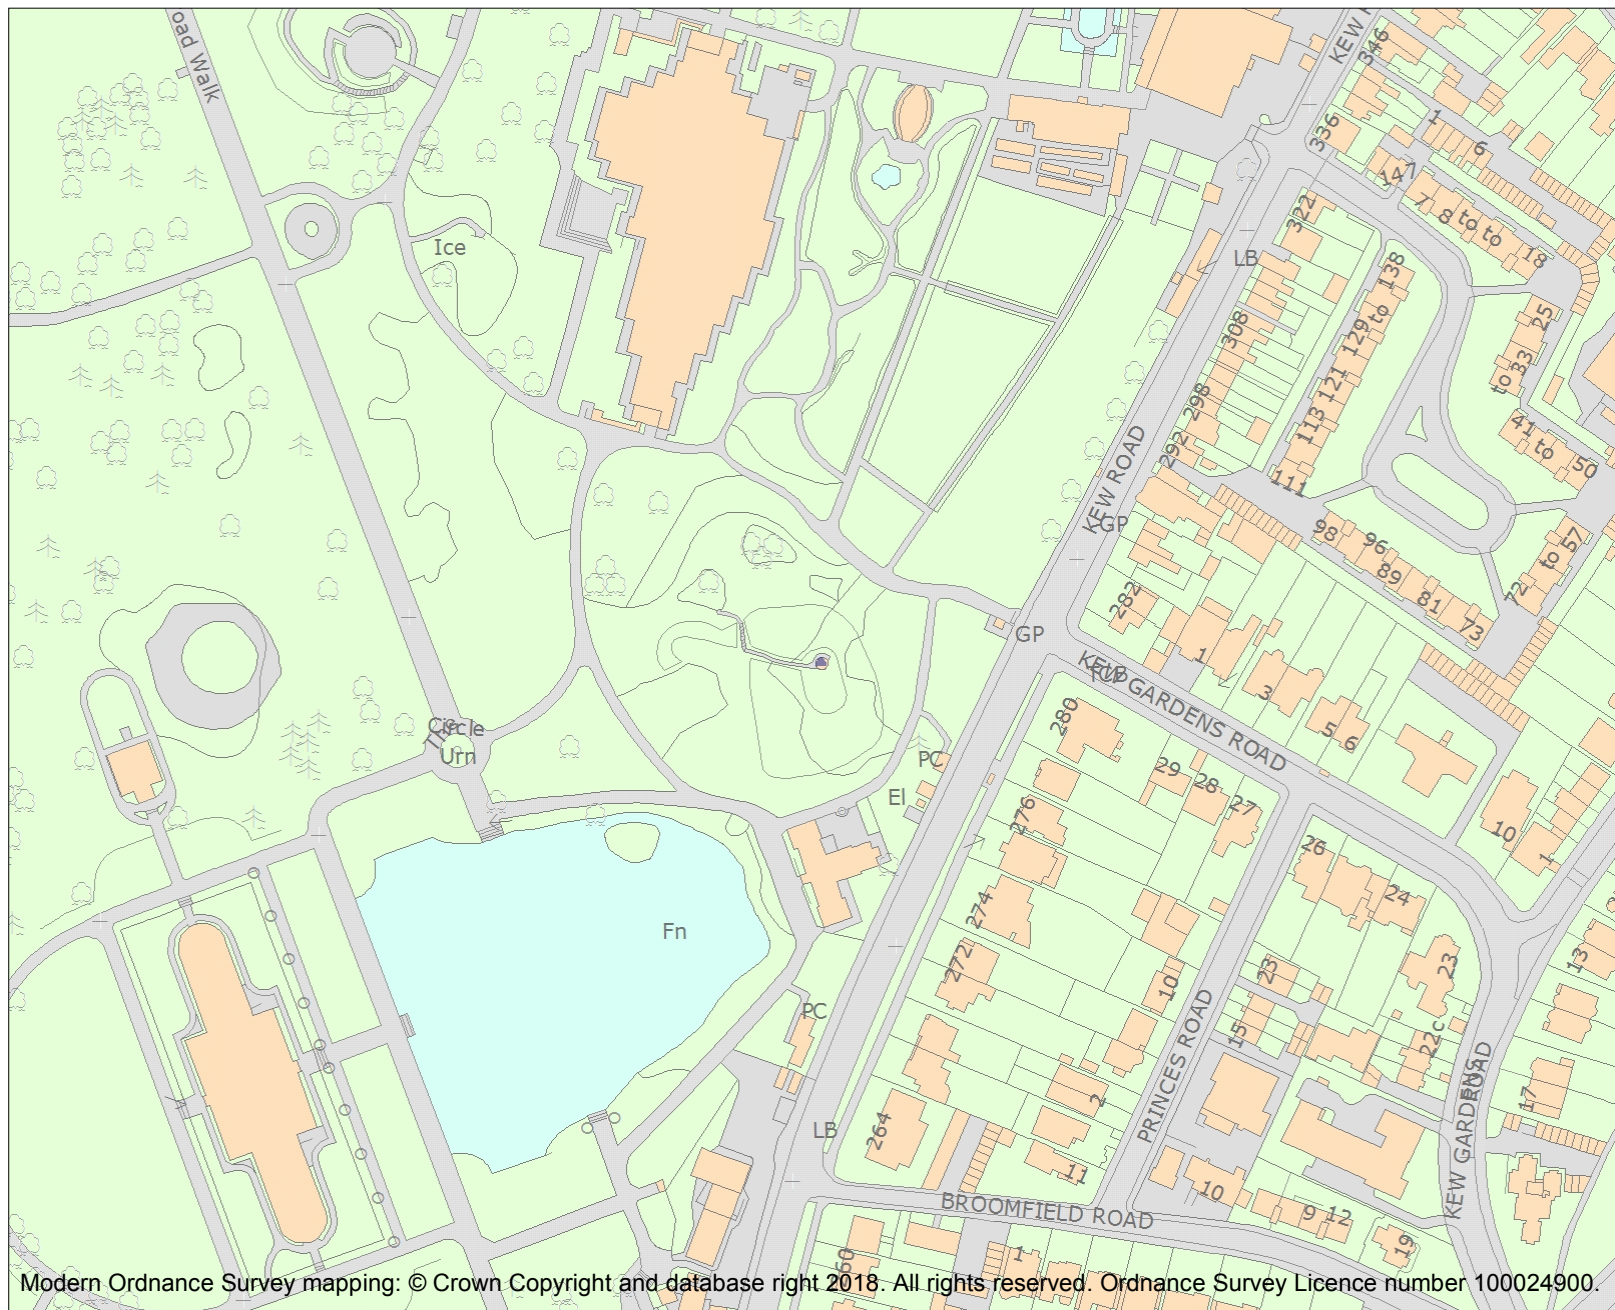 oad Walk
KEW R
346
336
1
6
147
7
8 to to
18
322
LB
138
to
129
121
113
111
308
298
292
25
33
to
41 to
50
Ice
KEW ROAD
GP
98
96
89
81
73
72
to 57
282
GP
1
3
5
6
KEW GARDENS ROAD
TCP
280
The
Circle
Urn
PC
El
29
28
27
276
10
1
26
24
274
Fn
272
23
23
13
10
PC
15
22c
PRINCES ROAD
KEW GARDENS
ROAD
17
2
LB
264
11
10
BROOMFIELD ROAD
9
12
19
260
1
Modern Ordnance Survey mapping: © Crown Copyright and database right 2018. All rights reserved. Ordnance Survey Licence number 100024900.